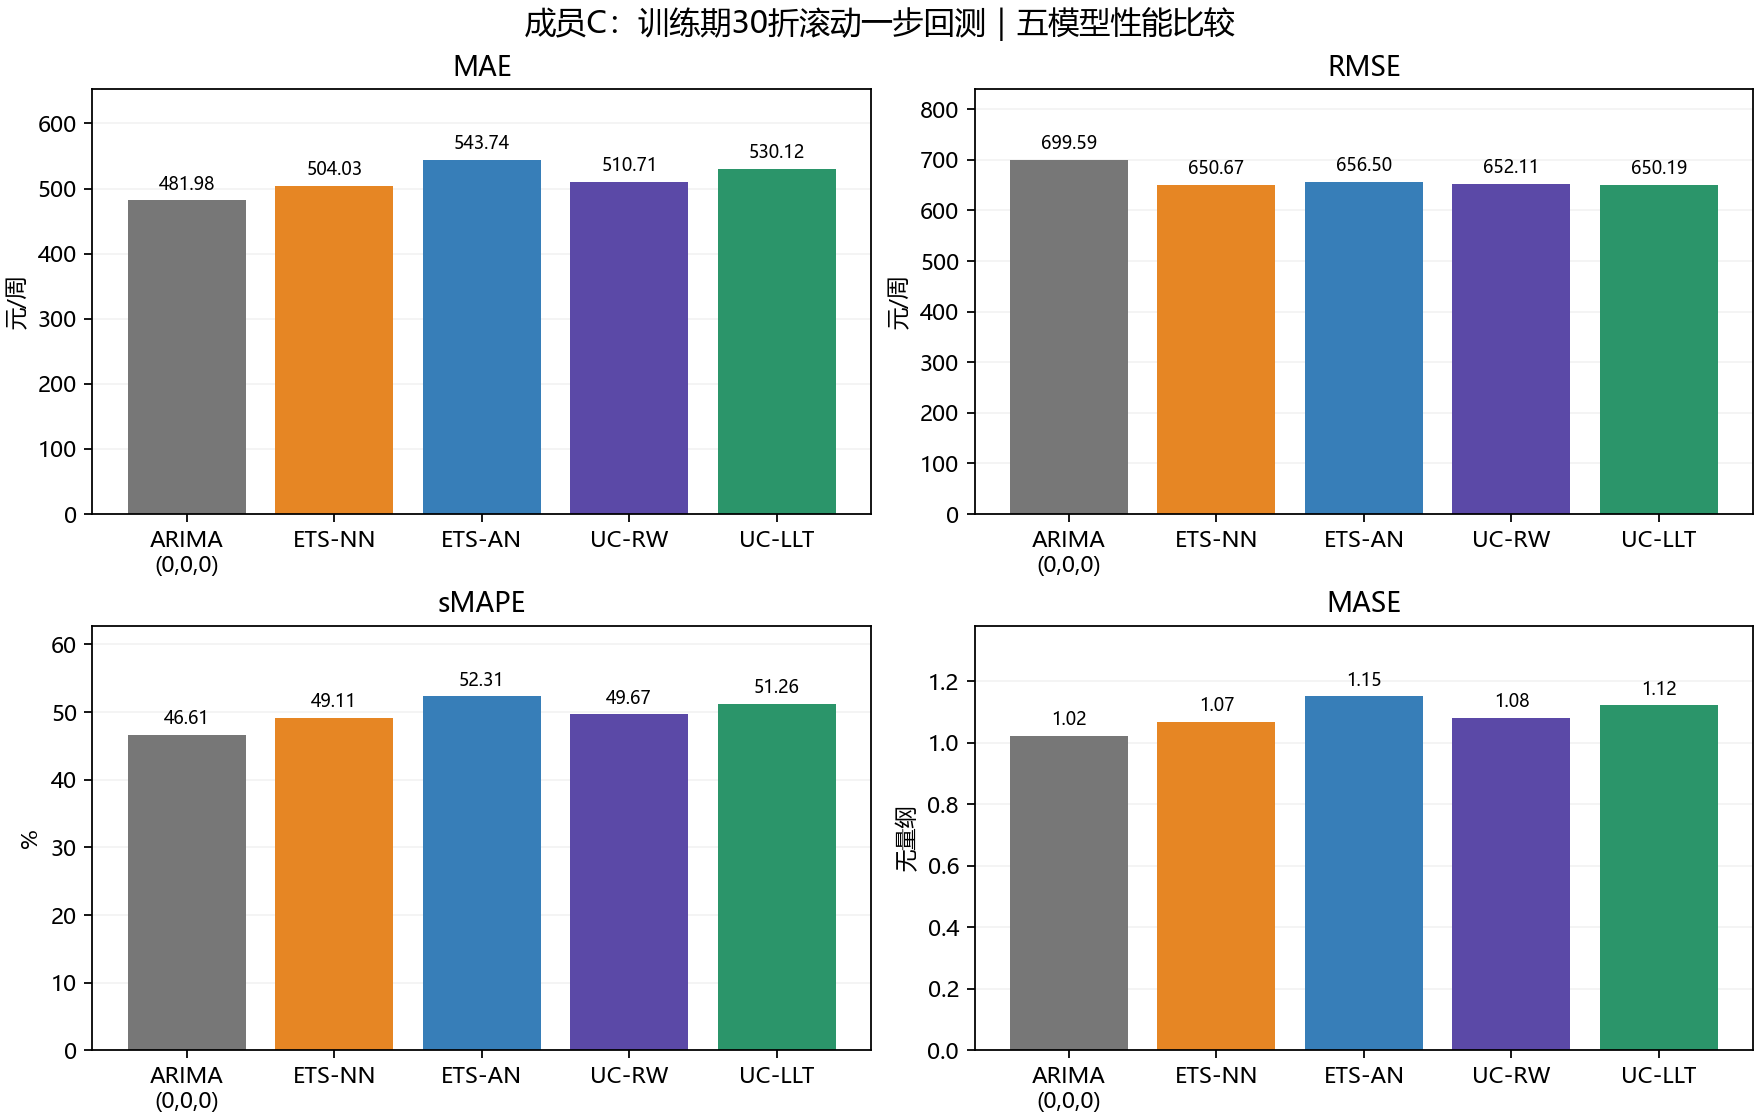 成员C：训练期30折滚动一步回测｜五模型性能比较
MAE
元/周
600
500
400
300
200
100
0
481.98
504.03
543.74
510.71
530.12
ARIMA
(0,0,0)
ETS-NN
ETS-AN
UC-RW
UC-LLT
RMSE
元/周
800
700
600
500
400
300
200
100
0
699.59
650.67
656.50
652.11
650.19
ARIMA
(0,0,0)
ETS-NN
ETS-AN
UC-RW
UC-LLT
sMAPE
%
60
50
40
30
20
10
0
46.61
49.11
52.31
49.67
51.26
ARIMA
(0,0,0)
ETS-NN
ETS-AN
UC-RW
UC-LLT
MASE
无量纲
1.2
1.0
0.8
0.6
0.4
0.2
0.0
1.02
1.07
1.15
1.08
1.12
ARIMA
(0,0,0)
ETS-NN
ETS-AN
UC-RW
UC-LLT